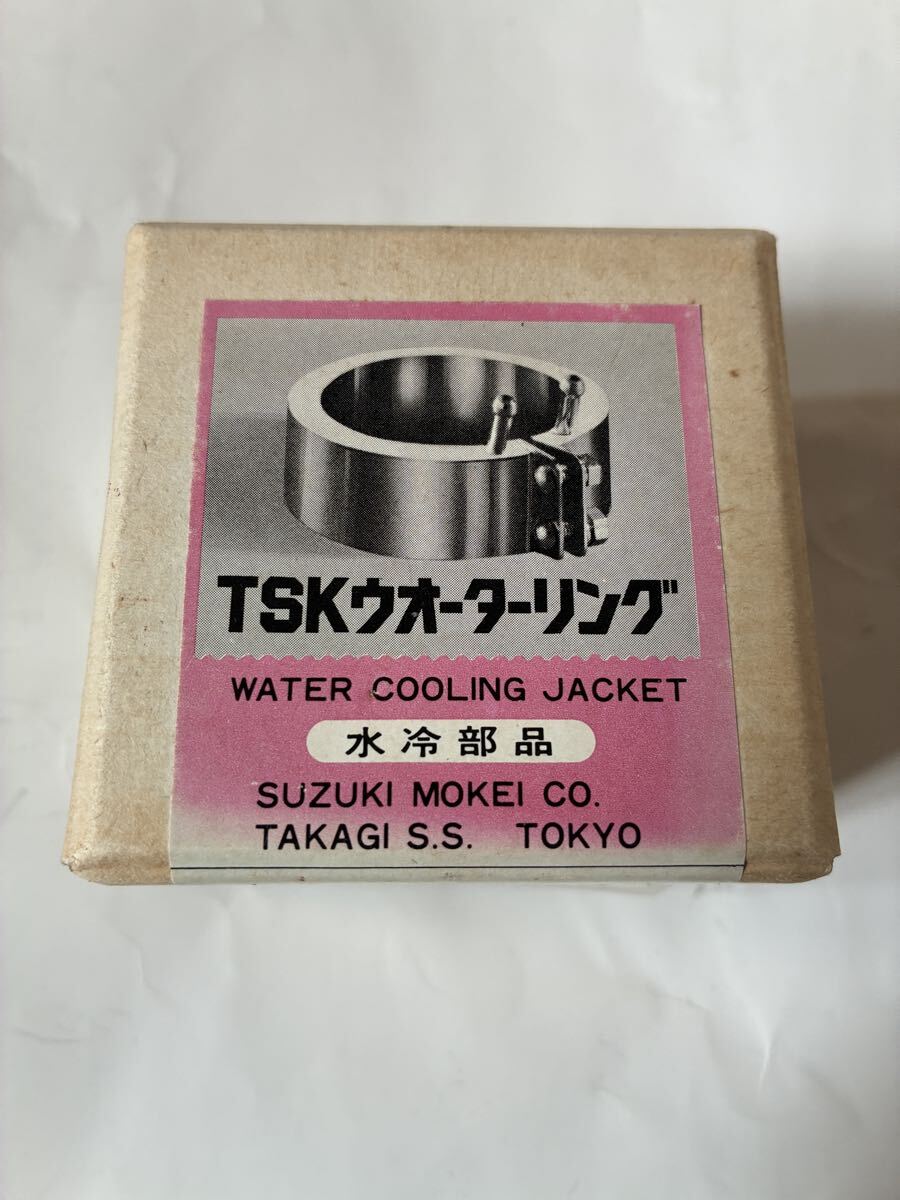 TSKウオーターリング
WATER COOLING JACKET
水冷部品
SUZUKI MOKEI CO.
TAKAGI S.S. TOKYO